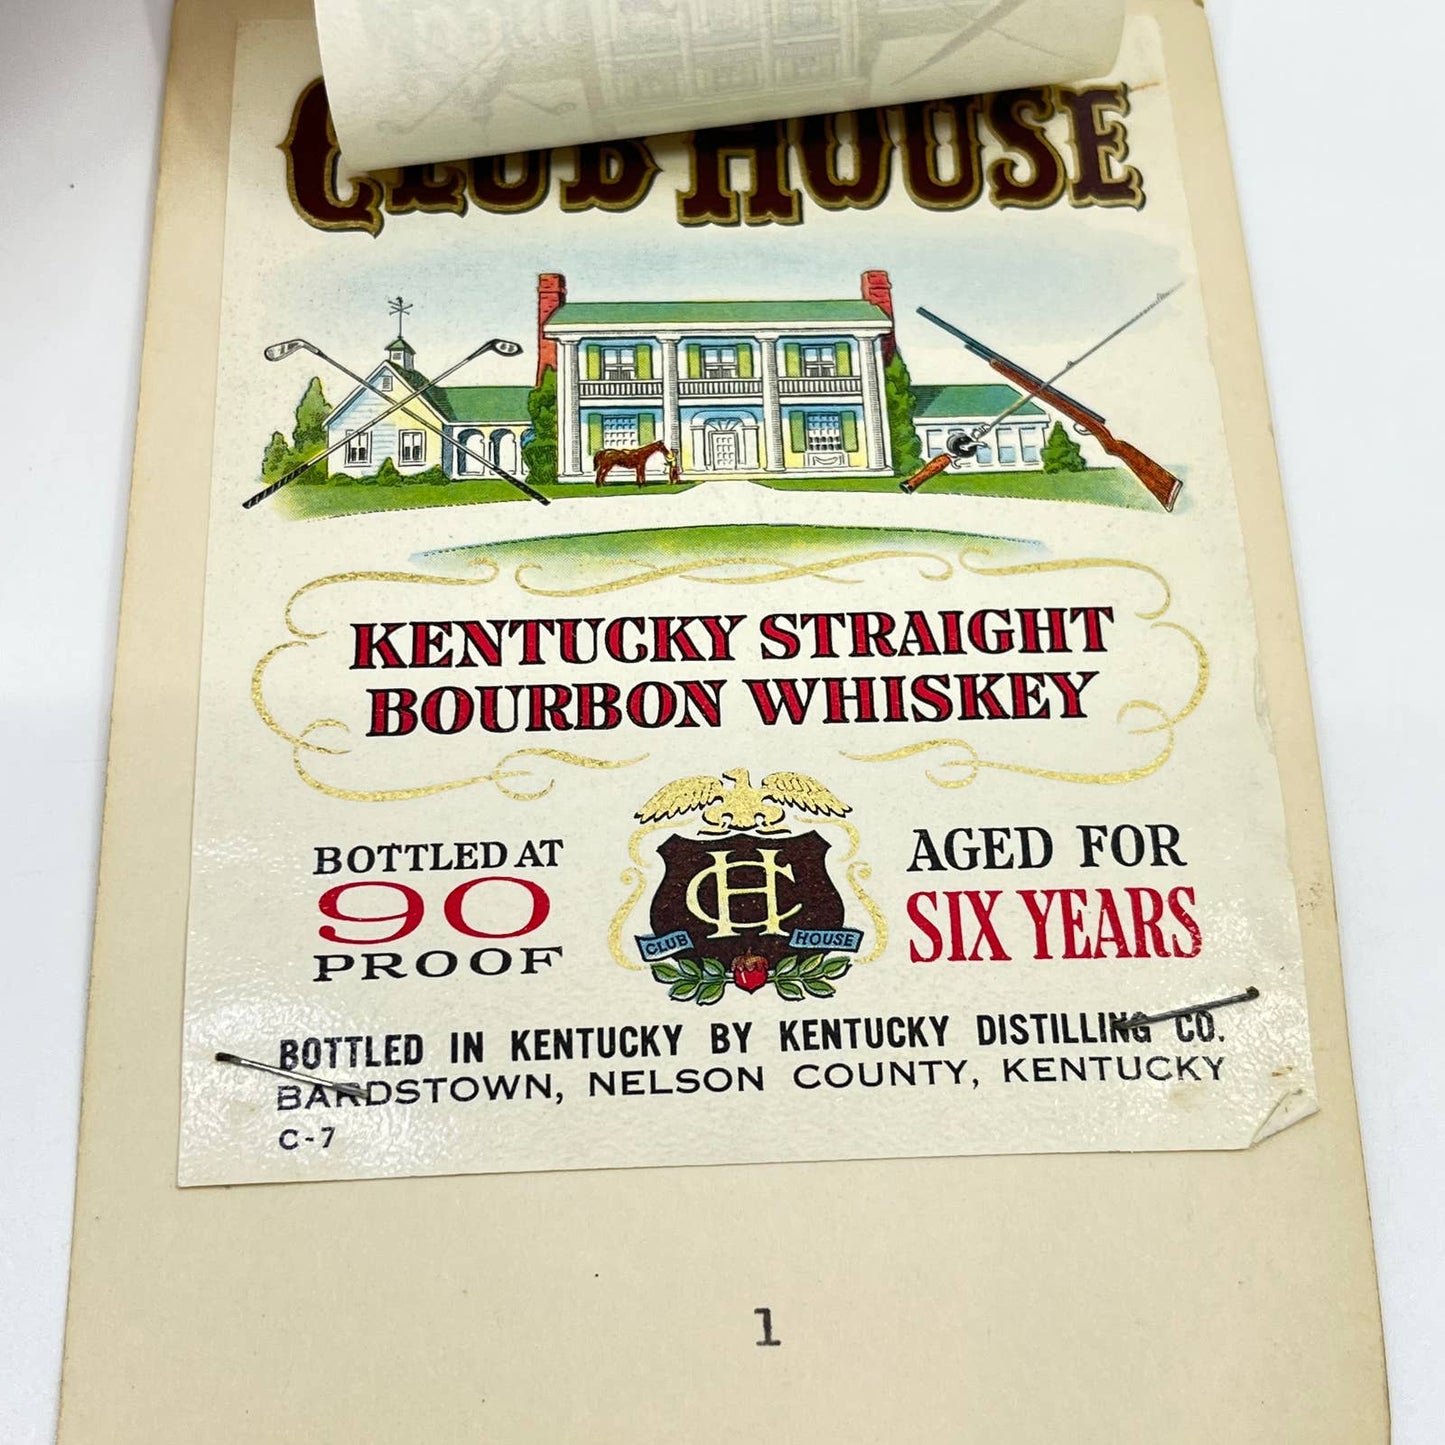 CLUB HOUSE
KENTUCKY STRAIGHT
BOURBON WHISKEY
BOTTLED AT
90
PROOF
CH
CLUB HOUSE
AGED FOR
SIX YEARS
BOTTLED IN KENTUCKY BY KENTUCKY DISTILLING CO.
BARDSTOWN, NELSON COUNTY, KENTUCKY
C-7
1